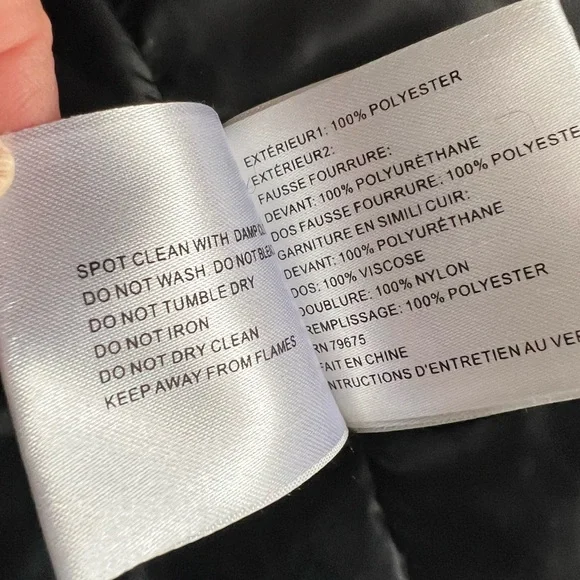 SPOT CLEAN WITH DAMP
DO NOT WASH DO NOT
DO NOT TUMBLE DRY
DO NOT IRON
DO NOT DRY CLEAN
KEEP AWAY FROM FLAMES
EXTÉRIEUR1: 100% POLYESTER
EXTÉRIEUR2:
FAUSSE FOURRURE:
DEVANT: 100% POLYURÉTHANE
DOS FAUSSE FOURRURE: 100% POLYESTE
GARNITURE EN SIMILI CUIR:
DEVANT: 100% POLYURÉTHANE
DOS: 100% VISCOSE
DOUBLURE: 100% NYLON
REMPLISSAGE: 100% POLYESTER
RN 79675
FAIT EN CHINE
NTRUCTIONS D'ENTRETIEN AU VE